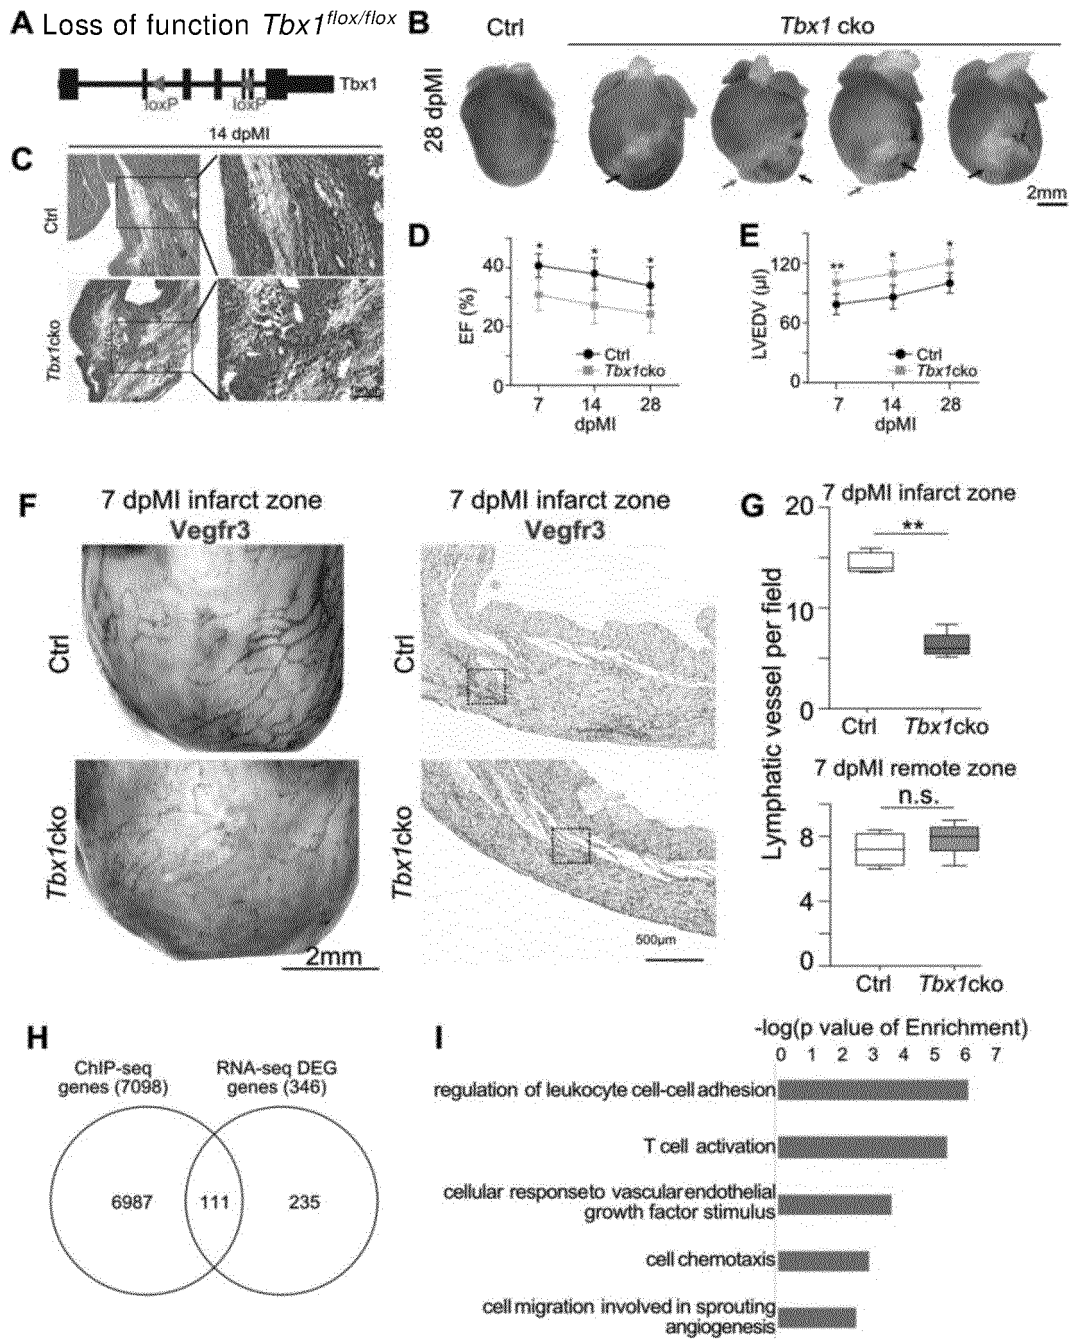 A Loss of function Tbx1flox/flox
loxP
loxP
Tbx1
B
Ctrl
Tbx1 cko
28 dpMI
2mm
14 dpMI
C
Ctrl
Tbx1cko
D
EF (%)
40
20
0
*
*
*
Ctrl
Tbx1cko
7
14
28
dpMI
E
LVEDV (µl)
120
60
0
**
*
*
Ctrl
Tbx1cko
7
14
28
dpMI
F
7 dpMI infarct zone
Vegfr3
7 dpMI infarct zone
Vegfr3
Ctrl
Ctrl
Tbx1cko
Tbx1cko
2mm
500µm
G
7 dpMI infarct zone
Lymphatic vessel per field
20
10
0
**
Ctrl
Tbx1cko
7 dpMI remote zone
n.s.
8
4
0
Ctrl
Tbx1cko
H
ChIP-seq
genes (7098)
RNA-seq DEG
genes (346)
6987
111
235
I
-log(p value of Enrichment)
0 1 2 3 4 5 6 7
regulation of leukocyte cell-cell adhesion
T cell activation
cellular responseto vascularendothelial
growth factor stimulus
cell chemotaxis
cell migration involved in sprouting
angiogenesis